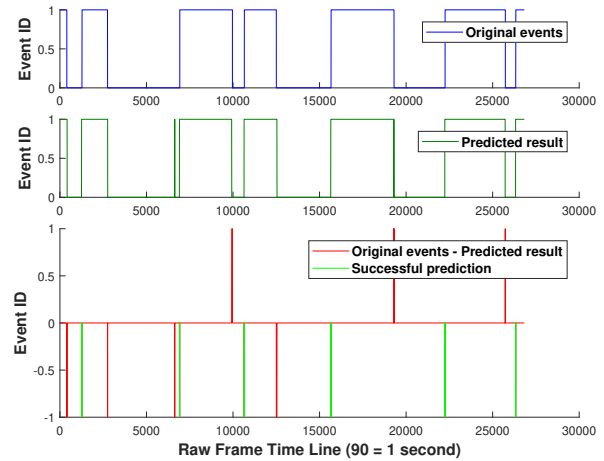 1
0.5
0
Event ID
Original events
0 5000 10000 15000 20000 25000 30000
1
0.5
0
Event ID
Predicted result
0 5000 10000 15000 20000 25000 30000
1
0.5
0
-0.5
-1
Event ID
Original events - Predicted result
Successful prediction
0 5000 10000 15000 20000 25000 30000
Raw Frame Time Line (90 = 1 second)